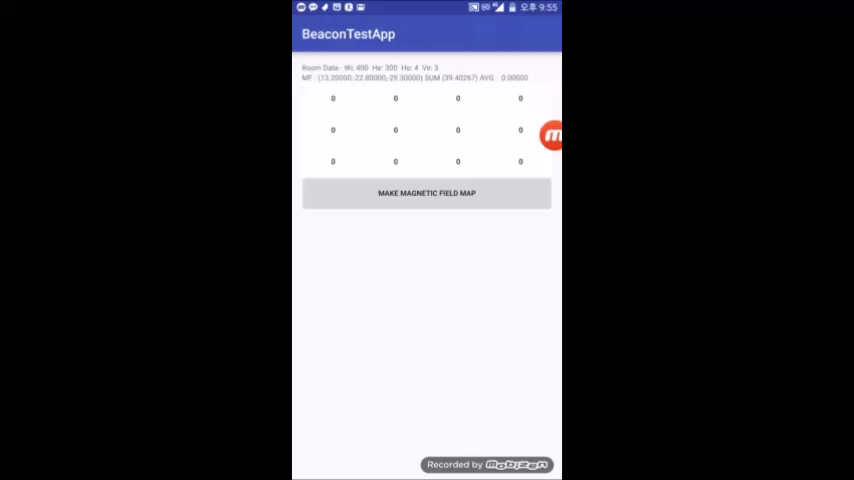 오후 9:55
BeaconTestApp
Room Data - Wi: 400 He: 300 Ho: 4 Ve: 3
MF : (13.20000,-22.80000,-29.30000) SUM (39.40267) AVG : 0.00000
0 0 0 0
0 0 0 0
0 0 0 0
MAKE MAGNETIC FIELD MAP
Recorded by mobizen